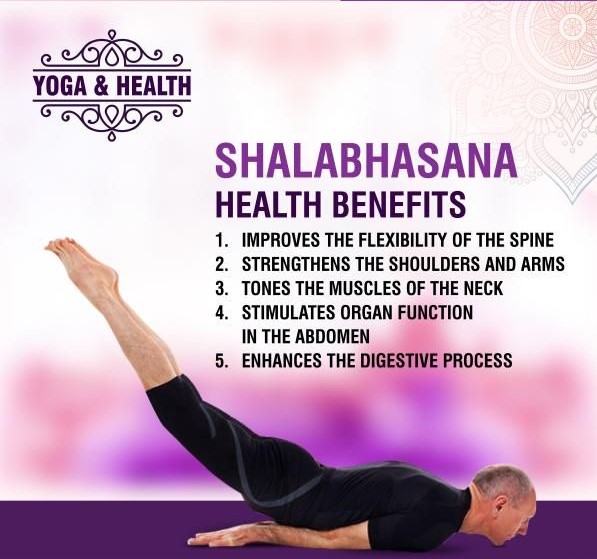 YOGA & HEALTH
SHALABHASANA
HEALTH BENEFITS
1. IMPROVES THE FLEXIBILITY OF THE SPINE
2. STRENGTHENS THE SHOULDERS AND ARMS
3. TONES THE MUSCLES OF THE NECK
4. STIMULATES ORGAN FUNCTION
IN THE ABDOMEN
5. ENHANCES THE DIGESTIVE PROCESS